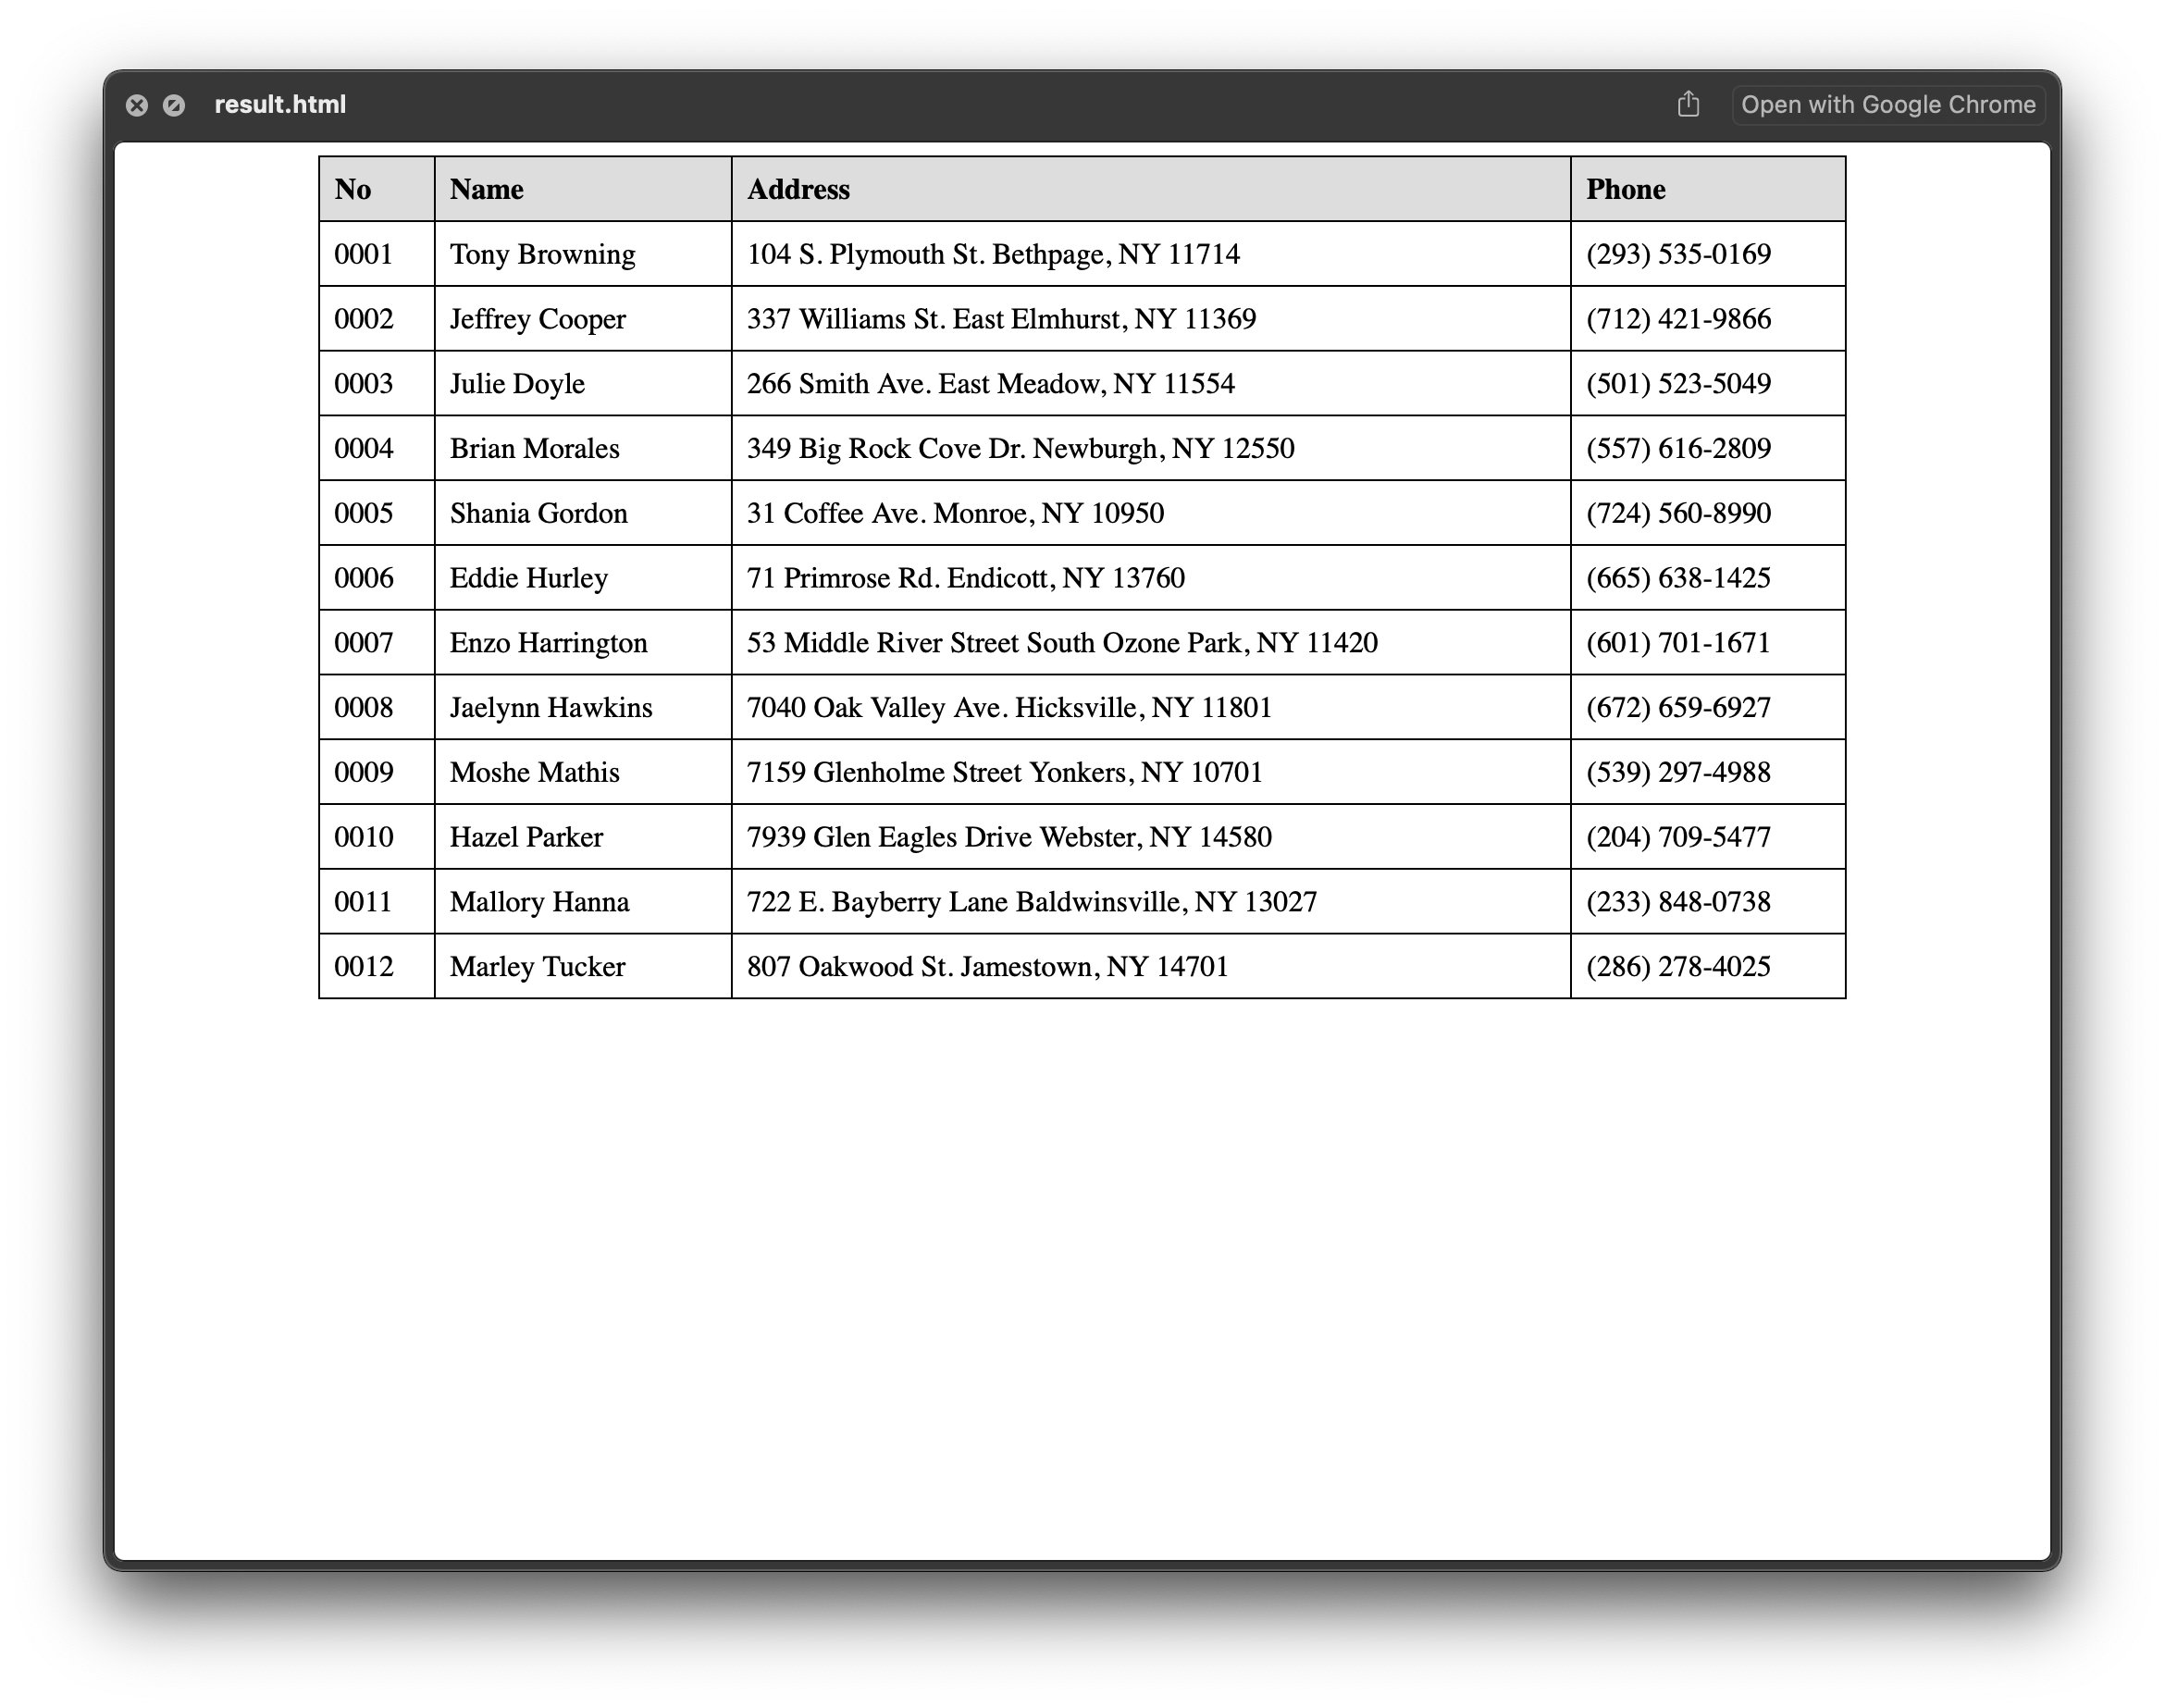 result.html
Open with Google Chrome
No Name Address Phone
0001 Tony Browning 104 S. Plymouth St. Bethpage, NY 11714 (293) 535-0169
0002 Jeffrey Cooper 337 Williams St. East Elmhurst, NY 11369 (712) 421-9866
0003 Julie Doyle 266 Smith Ave. East Meadow, NY 11554 (501) 523-5049
0004 Brian Morales 349 Big Rock Cove Dr. Newburgh, NY 12550 (557) 616-2809
0005 Shania Gordon 31 Coffee Ave. Monroe, NY 10950 (724) 560-8990
0006 Eddie Hurley 71 Primrose Rd. Endicott, NY 13760 (665) 638-1425
0007 Enzo Harrington 53 Middle River Street South Ozone Park, NY 11420 (601) 701-1671
0008 Jaelynn Hawkins 7040 Oak Valley Ave. Hicksville, NY 11801 (672) 659-6927
0009 Moshe Mathis 7159 Glenholme Street Yonkers, NY 10701 (539) 297-4988
0010 Hazel Parker 7939 Glen Eagles Drive Webster, NY 14580 (204) 709-5477
0011 Mallory Hanna 722 E. Bayberry Lane Baldwinsville, NY 13027 (233) 848-0738
0012 Marley Tucker 807 Oakwood St. Jamestown, NY 14701 (286) 278-4025